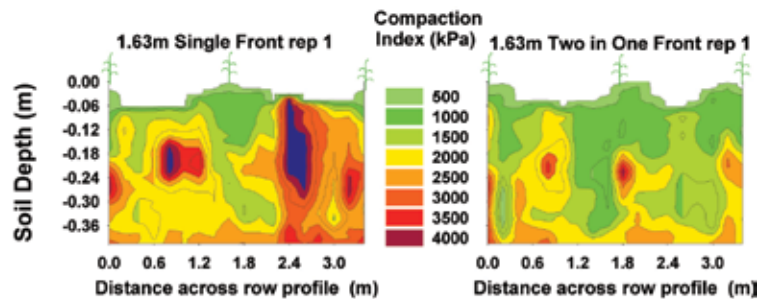 1.63m Single Front rep 1
Compaction
Index (kPa)
1.63m Two in One Front rep 1
Soil Depth (m)
0.00
-0.06
-0.12
-0.18
-0.24
-0.30
-0.36
500
1000
1500
2000
2500
3000
3500
4000
0.0 0.6 1.2 1.8 2.4 3.0
Distance across row profile (m)
0.0 0.6 1.2 1.8 2.4 3.0
Distance across row profile (m)